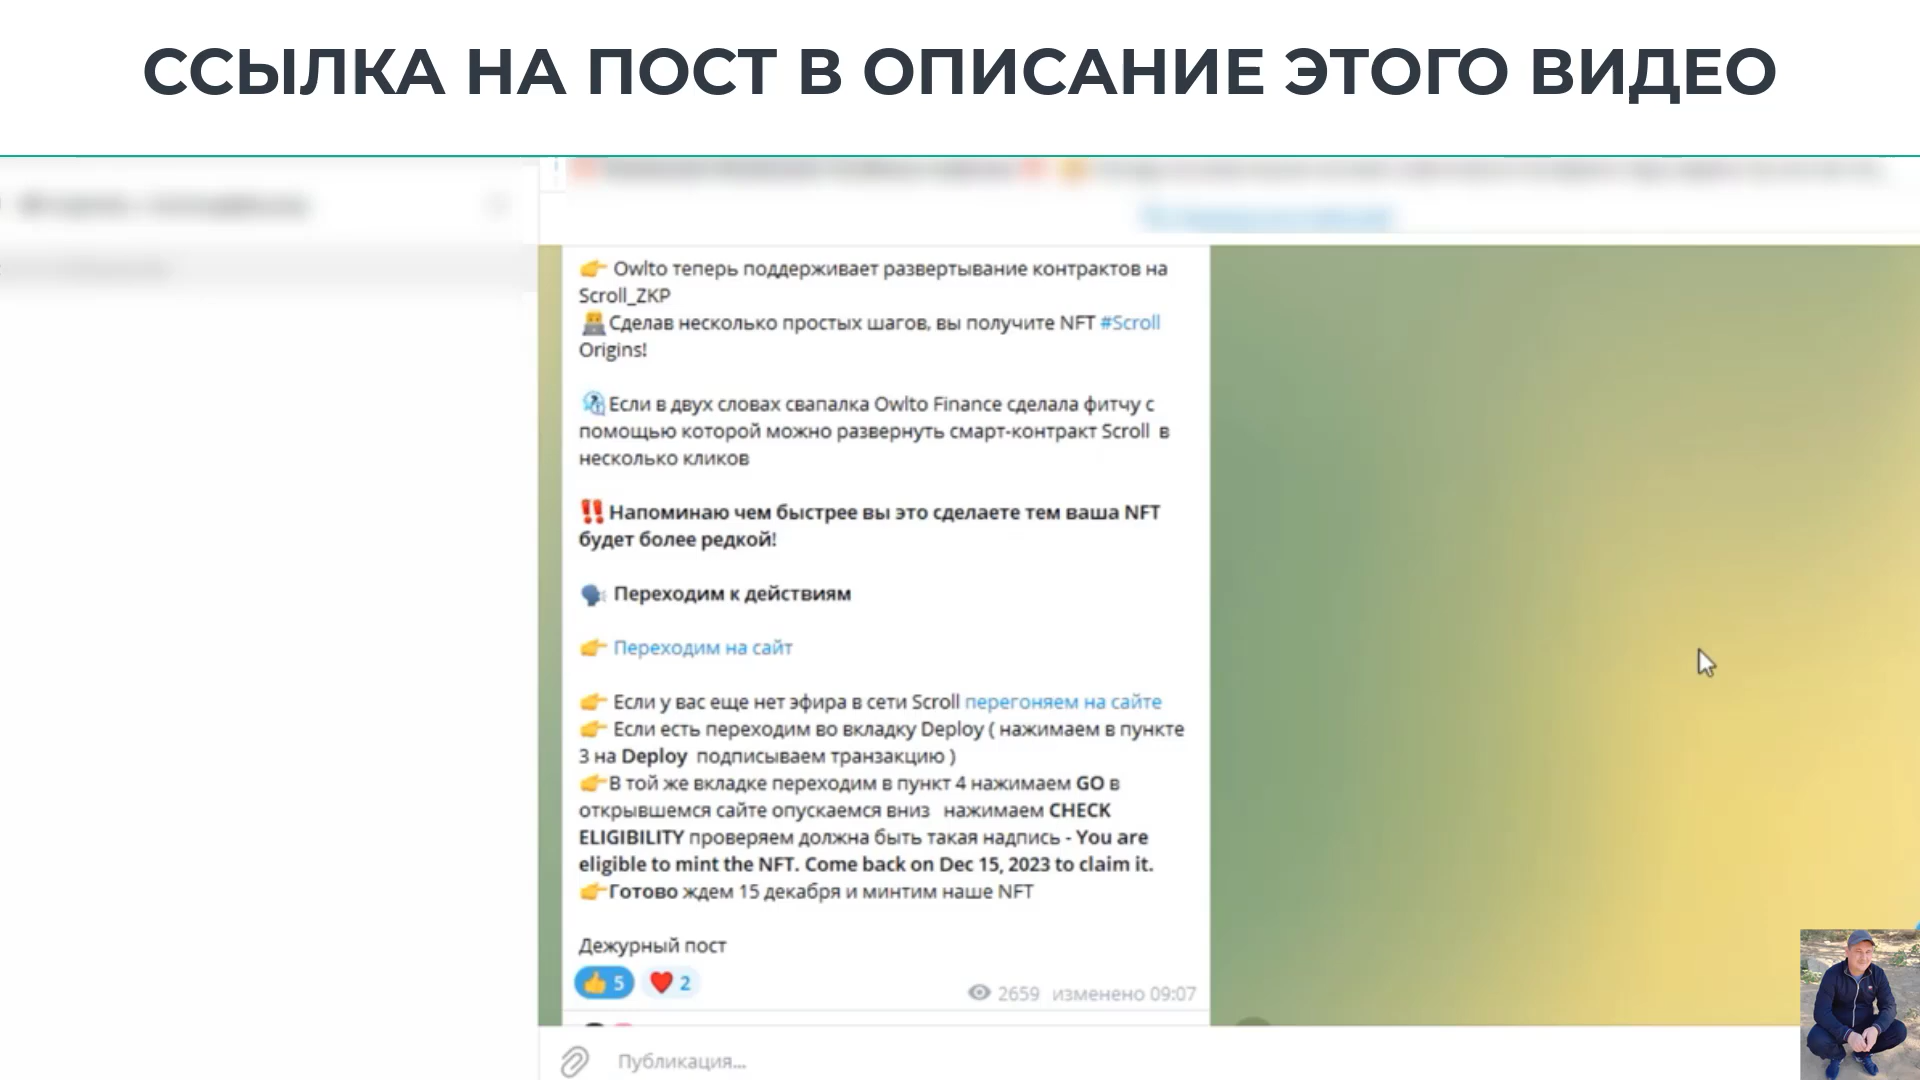 ССЫЛКА НА ПОСТ В ОПИСАНИЕ ЭТОГО ВИДЕО
👉 Owlto теперь поддерживает развертывание контрактов на
Scroll_ZKP
👨‍💻Сделав несколько простых шагов, вы получите NFT #Scroll
Origins!
Если в двух словах свапалка Owlto Finance сделала фитчу с
помощью которой можно развернуть смарт-контракт Scroll в
несколько кликов
‼️Напоминаю чем быстрее вы это сделаете тем ваша NFT
будет более редкой!
🗣 Переходим к действиям
👉 Переходим на сайт
👉 Если у вас еще нет эфира в сети Scroll перегоняем на сайте
👉 Если есть переходим во вкладку Deploy ( нажимаем в пункте
3 на Deploy подписываем транзакцию )
👉В той же вкладке переходим в пункт 4 нажимаем GO в
открывшемся сайте опускаемся вниз нажимаем CHECK
ELIGIBILITY проверяем должна быть такая надпись - You are
eligible to mint the NFT. Come back on Dec 15, 2023 to claim it.
👉Готово ждем 15 декабря и минтим наше NFT
Дежурный пост
👍 5 ❤️ 2
2659 изменено 09:07
Публикация...